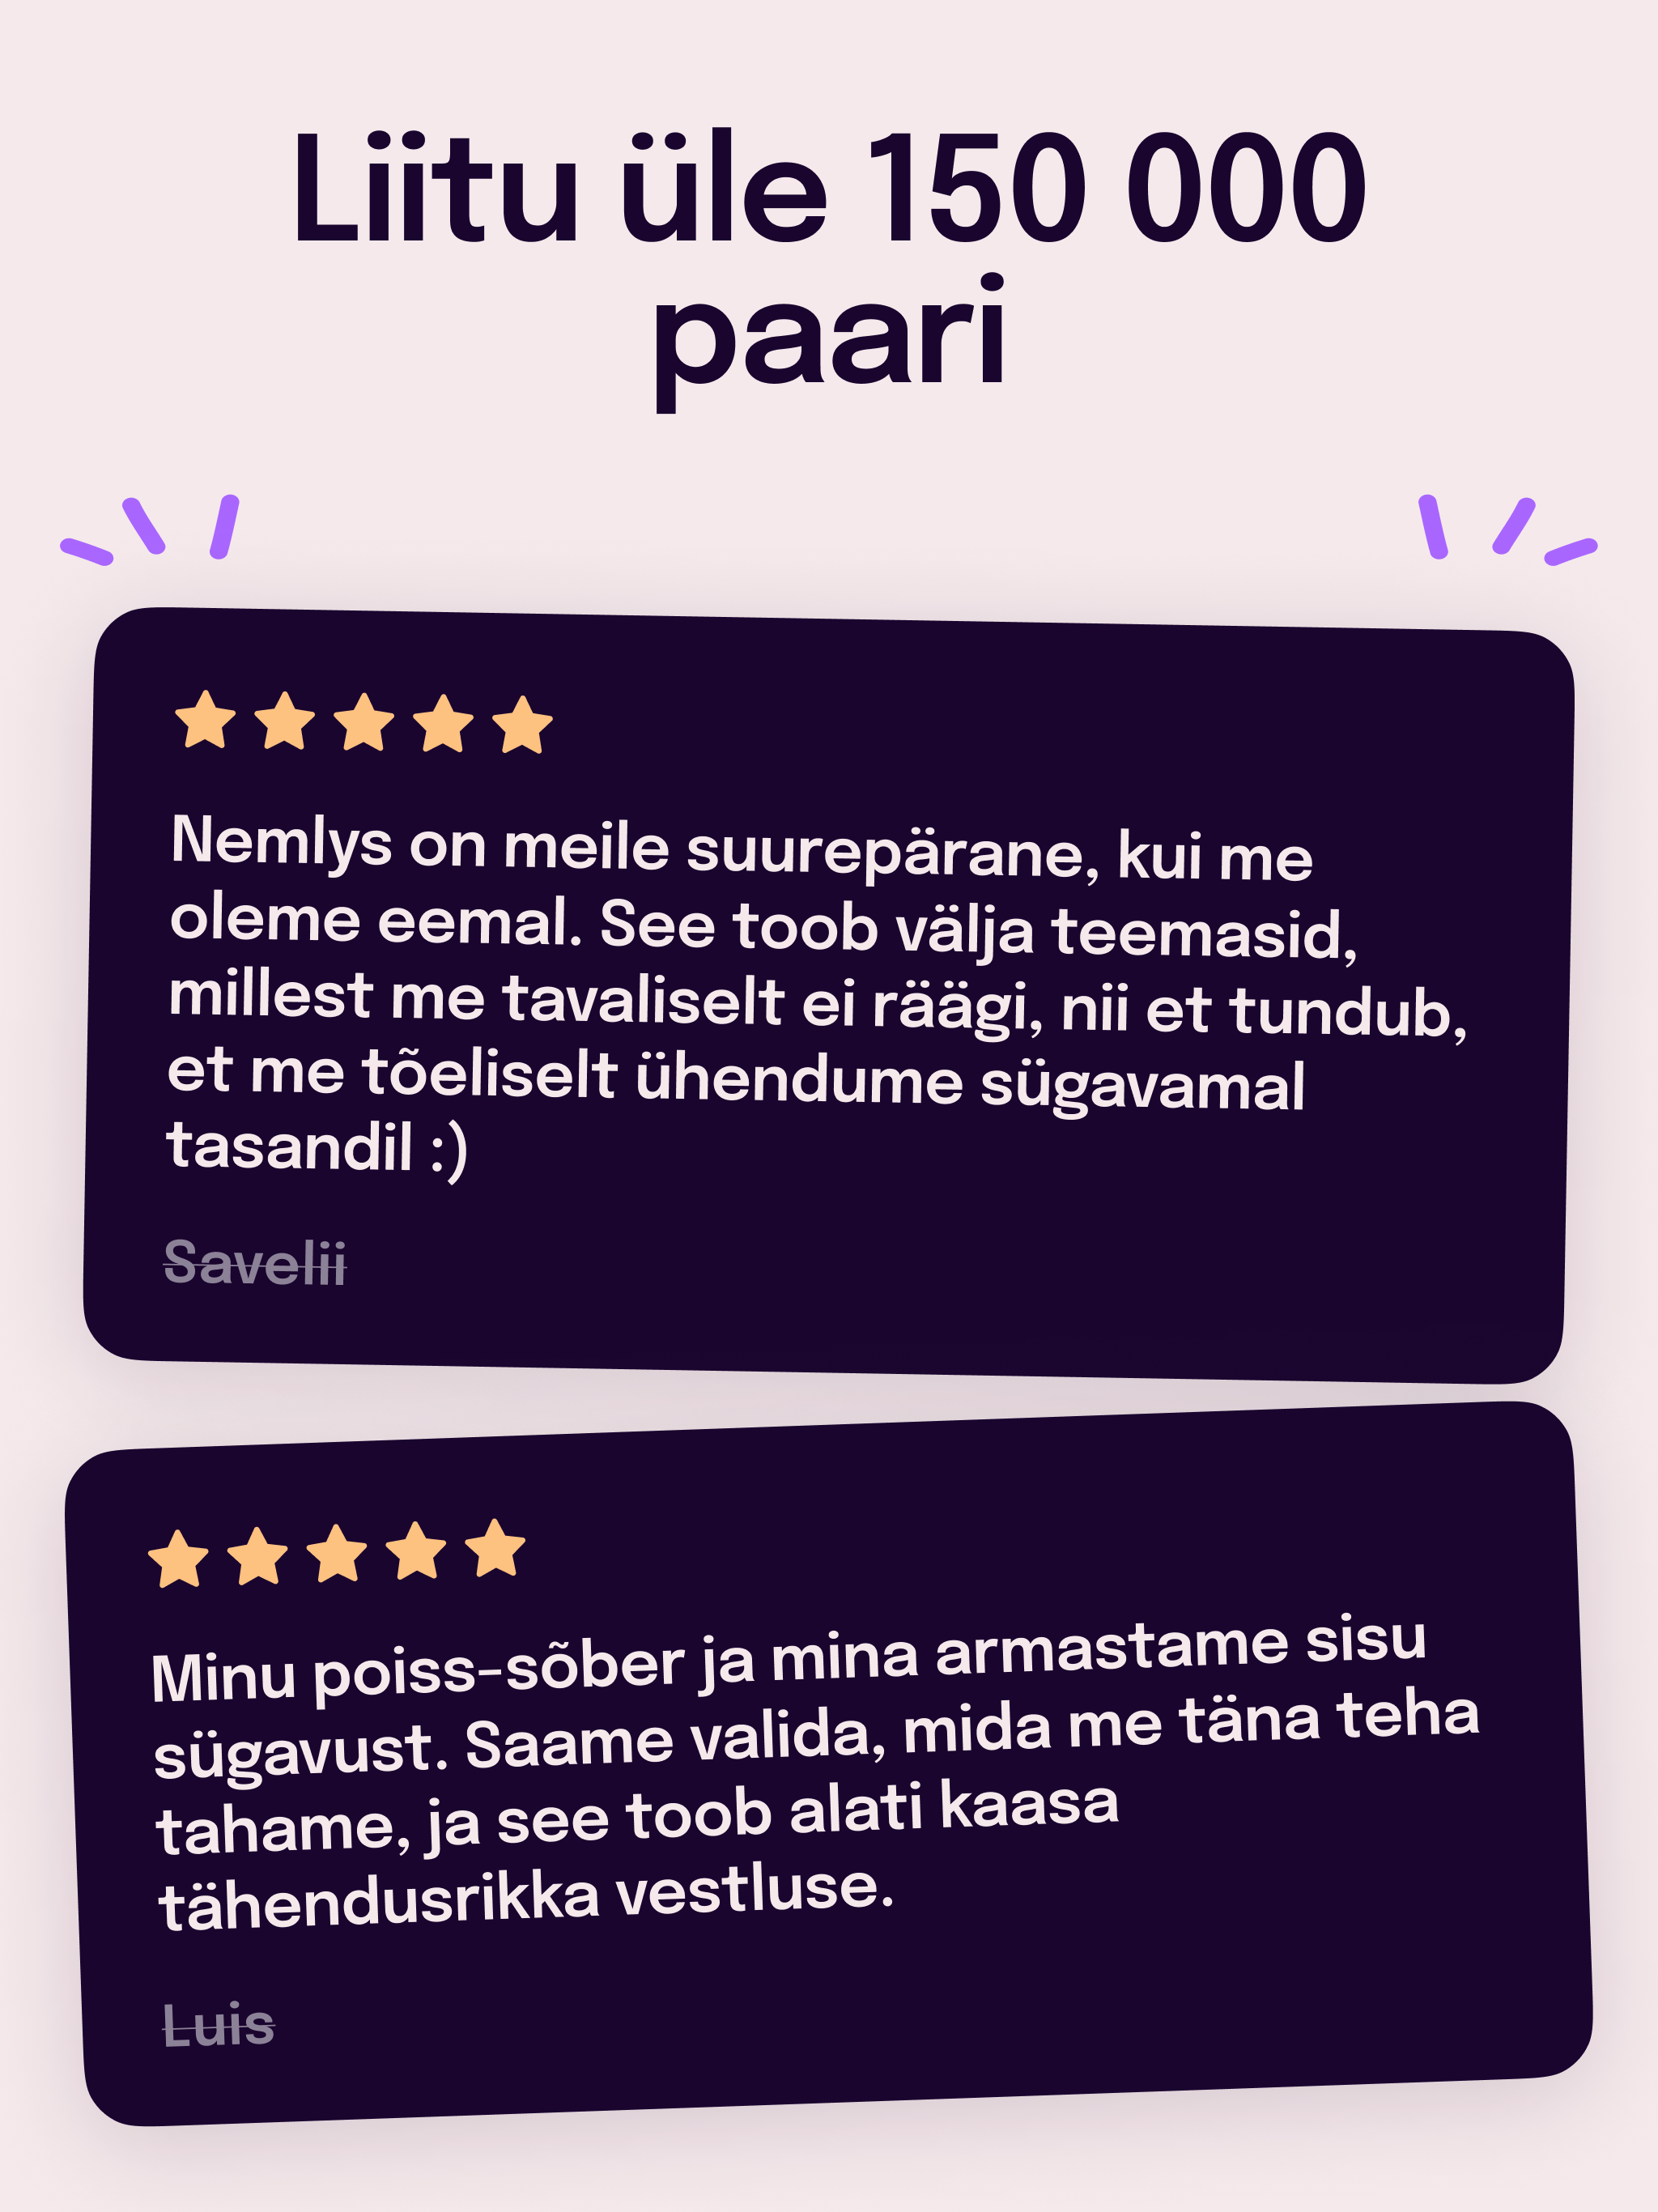 Liitu üle 150 000
paari
Nemlys on meile suurepärane, kui me
oleme eemal. See toob välja teemasid,
millest me tavaliselt ei räägi, nii et tundub,
et me tõeliselt ühendume sügavamal
tasandil :)
Savelii
Minu poiss-sõber ja mina armastame sisu
sügavust. Saame valida, mida me täna teha
tahame, ja see toob alati kaasa
tähendusrikka vestluse.
Luis